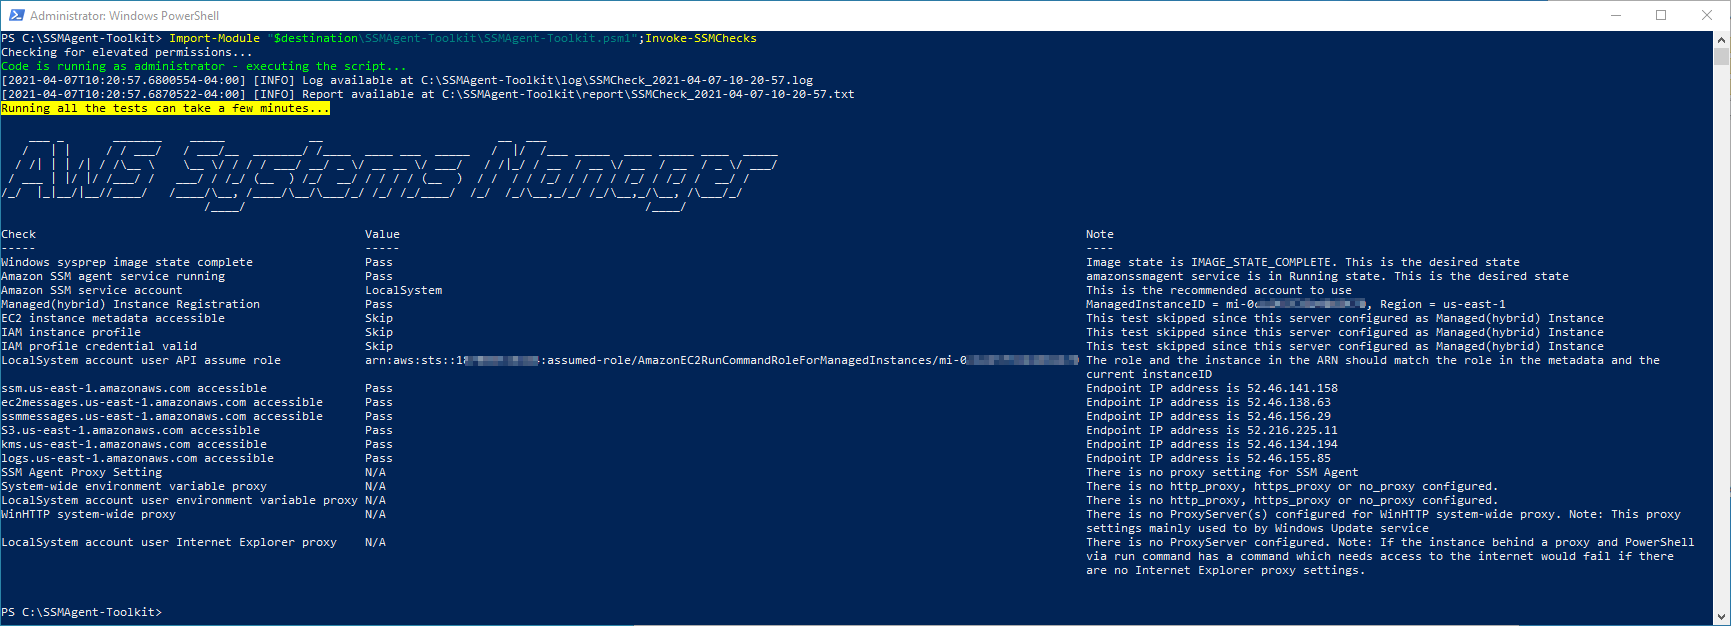 Administrator: Windows PowerShell
PS C:\SSMAgent-Toolkit> Import-Module "$destination\SSMAgent-Toolkit\SSMAgent-Toolkit.psm1";Invoke-SSMChecks
Checking for elevated permissions...
Code is running as administrator - executing the script...
[2021-04-07T10:20:57.6800554-04:00] [INFO] Log available at C:\SSMAgent-Toolkit\log\SSMCheck_2021-04-07-10-20-57.log
[2021-04-07T10:20:57.6870522-04:00] [INFO] Report available at C:\SSMAgent-Toolkit\report\SSMCheck_2021-04-07-10-20-57.txt
Running all the tests can take a few minutes...
AWS Systems Manager
Check Value Note
----- ----- ----
Windows sysprep image state complete Pass Image state is IMAGE_STATE_COMPLETE. This is the desired state
Amazon SSM agent service running Pass amazonssmagent service is in Running state. This is the desired state
Amazon SSM service account LocalSystem This is the recommended account to use
Managed(hybrid) Instance Registration Pass ManagedInstanceID = mi-0 , Region = us-east-1
EC2 instance metadata accessible Skip This test skipped since this server configured as Managed(hybrid) Instance
IAM instance profile Skip This test skipped since this server configured as Managed(hybrid) Instance
IAM profile credential valid Skip This test skipped since this server configured as Managed(hybrid) Instance
LocalSystem account user API assume role arn:aws:sts::18 :assumed-role/AmazonEC2RunCommandRoleForManagedInstances/mi-0 The role and the instance in the ARN should match the role in the metadata and the
current instanceID
ssm.us-east-1.amazonaws.com accessible Pass Endpoint IP address is 52.46.141.158
ec2messages.us-east-1.amazonaws.com accessible Pass Endpoint IP address is 52.46.138.63
ssmmessages.us-east-1.amazonaws.com accessible Pass Endpoint IP address is 52.46.156.29
S3.us-east-1.amazonaws.com accessible Pass Endpoint IP address is 52.216.225.11
kms.us-east-1.amazonaws.com accessible Pass Endpoint IP address is 52.46.134.194
logs.us-east-1.amazonaws.com accessible Pass Endpoint IP address is 52.46.155.85
SSM Agent Proxy Setting N/A There is no proxy setting for SSM Agent
System-wide environment variable proxy N/A There is no http_proxy, https_proxy or no_proxy configured.
LocalSystem account user environment variable proxy N/A There is no http_proxy, https_proxy or no_proxy configured.
WinHTTP system-wide proxy N/A There is no ProxyServer(s) configured for WinHTTP system-wide proxy. Note: This proxy
settings mainly used to by Windows Update service
LocalSystem account user Internet Explorer proxy N/A There is no ProxyServer configured. Note: If the instance behind a proxy and PowerShell
via run command has a command which needs access to the internet would fail if there
are no Internet Explorer proxy settings.
PS C:\SSMAgent-Toolkit>